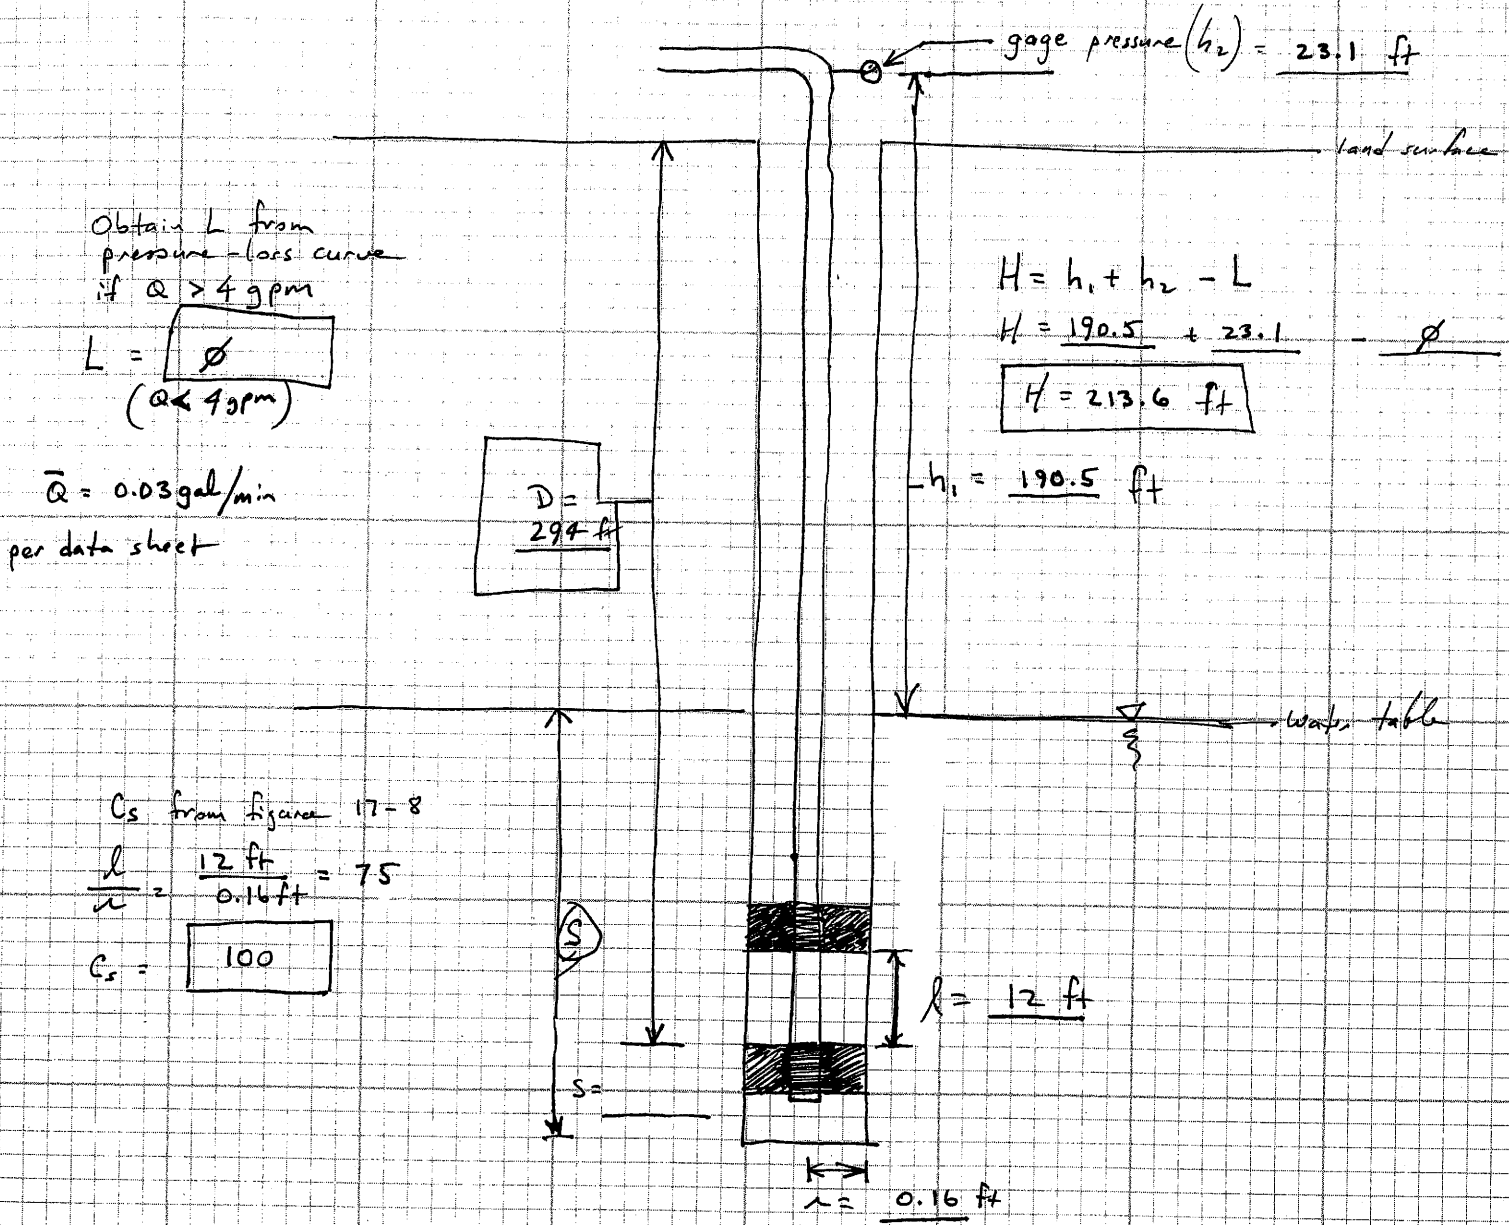 gage pressure (h₂) = 23.1 ft
land surface
Obtain L from
pressure-loss curve
if Q > 4 gpm
L = ∅
(Q < 4 gpm)
Q̄ = 0.03 gal/min
per data sheet
H = h₁ + h₂ - L
H = 190.5 + 23.1 - ∅
H = 213.6 ft
D =
294 ft
h₁ = 190.5 ft
water table
Cs from figure 17-8
l/r = 12 ft/0.16 ft = 75
Cs = 100
S
l = 12 ft
S =
r = 0.16 ft